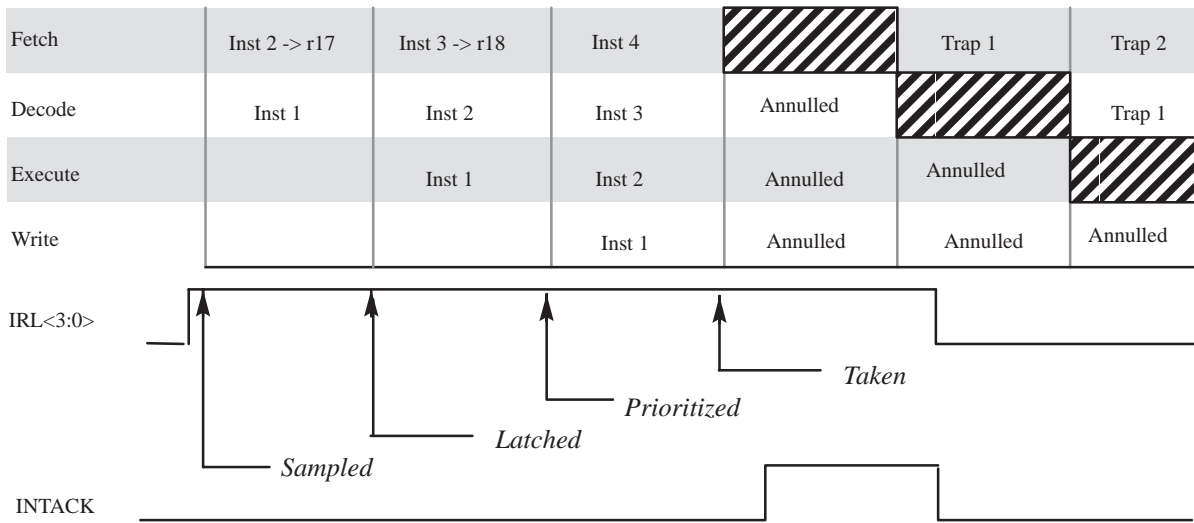 Fetch Inst 2 -> r17 Inst 3 -> r18 Inst 4 Trap 1 Trap 2
Decode Inst 1 Inst 2 Inst 3 Annulled Trap 1
Execute Inst 1 Inst 2 Annulled Annulled
Write Inst 1 Annulled Annulled Annulled
IRL<3:0>
Taken
Prioritized
Latched
Sampled
INTACK